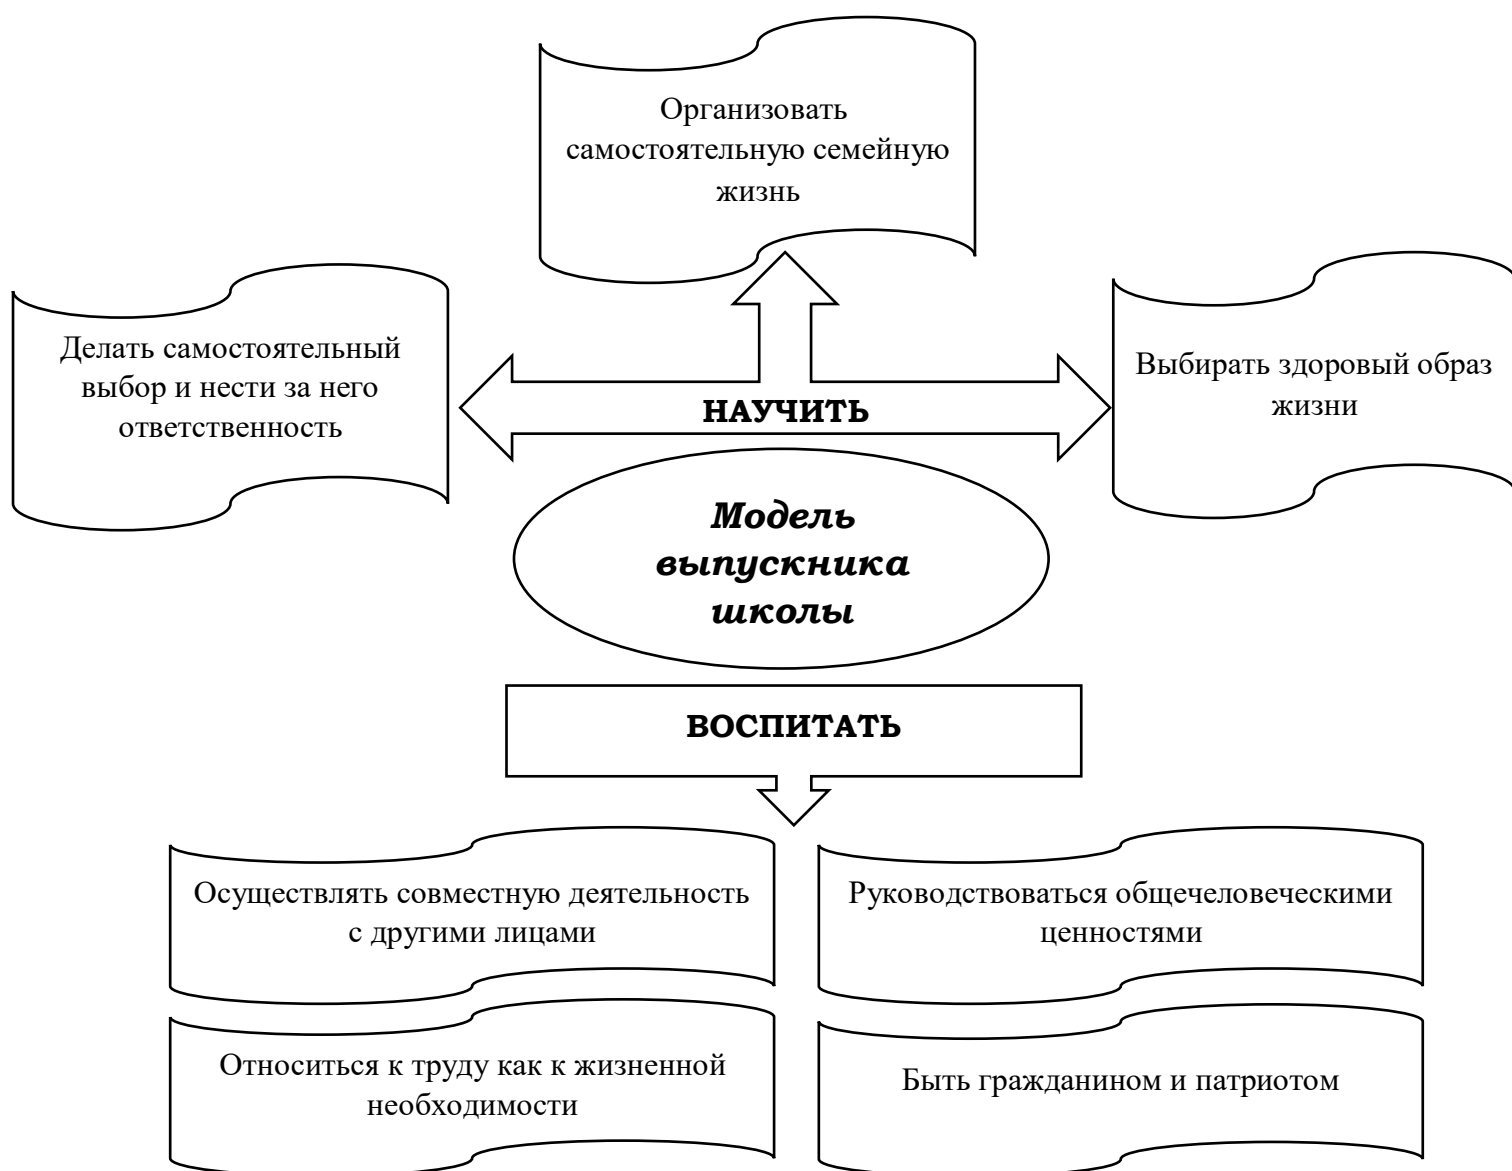 Организовать
самостоятельную семейную
жизнь
Делать самостоятельный
выбор и нести за него
ответственность
Выбирать здоровый образ
жизни
НАУЧИТЬ
Модель
выпускника
школы
ВОСПИТАТЬ
Осуществлять совместную деятельность
с другими лицами
Руководствоваться общечеловеческими
ценностями
Относиться к труду как к жизненной
необходимости
Быть гражданином и патриотом